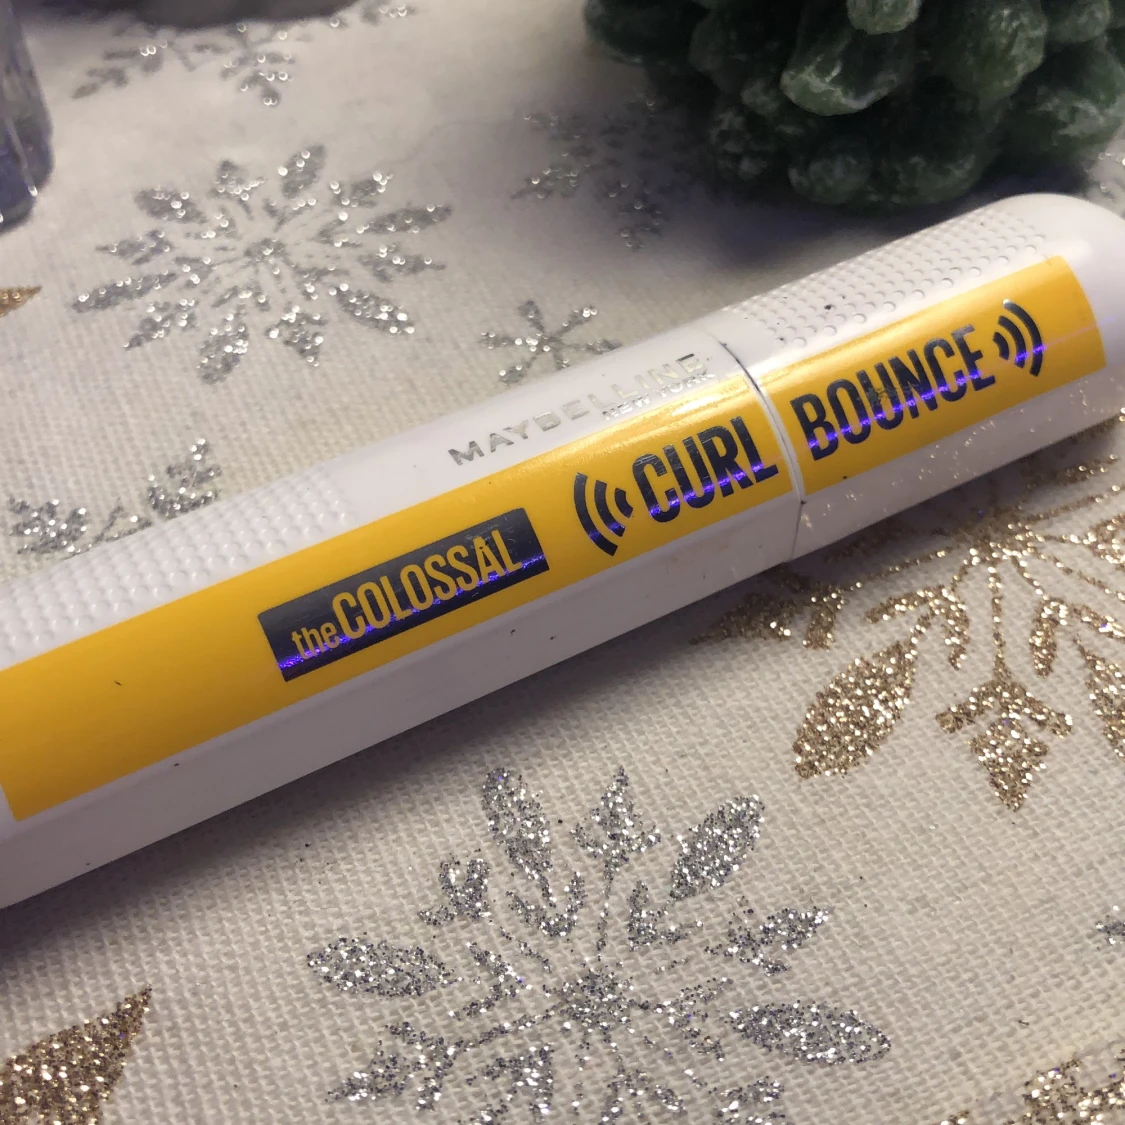 MAYBELLINE
NEW YORK
the COLOSSAL
CURL BOUNCE